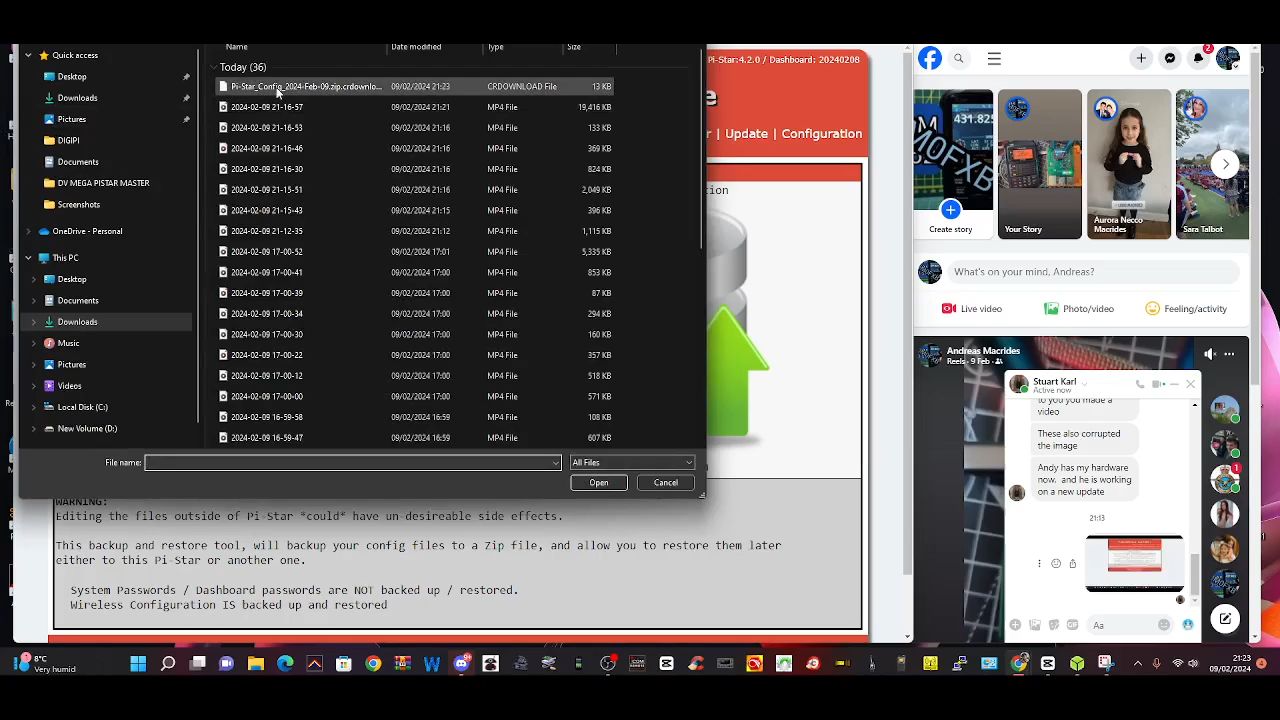 Name
Date modified
Type
Size
Quick access
Desktop
Downloads
Pictures
DIGIPI
Documents
DV MEGA PISTAR MASTER
Screenshots
OneDrive - Personal
This PC
Desktop
Documents
Downloads
Music
Pictures
Videos
Local Disk (C:)
New Volume (D:)
Today (36)
Pi-Star_Config_2024-Feb-09.zip.crdownlo... 09/02/2024 21:23 CRDOWNLOAD File 13 KB
2024-02-09 21-16-57 09/02/2024 21:21 MP4 File 19,416 KB
2024-02-09 21-16-53 09/02/2024 21:16 MP4 File 133 KB
2024-02-09 21-16-46 09/02/2024 21:16 MP4 File 369 KB
2024-02-09 21-16-30 09/02/2024 21:16 MP4 File 824 KB
2024-02-09 21-15-51 09/02/2024 21:16 MP4 File 2,049 KB
2024-02-09 21-15-43 09/02/2024 21:15 MP4 File 396 KB
2024-02-09 21-12-35 09/02/2024 21:12 MP4 File 1,115 KB
2024-02-09 17-00-52 09/02/2024 17:01 MP4 File 5,335 KB
2024-02-09 17-00-41 09/02/2024 17:00 MP4 File 853 KB
2024-02-09 17-00-39 09/02/2024 17:00 MP4 File 87 KB
2024-02-09 17-00-34 09/02/2024 17:00 MP4 File 294 KB
2024-02-09 17-00-30 09/02/2024 17:00 MP4 File 160 KB
2024-02-09 17-00-22 09/02/2024 17:00 MP4 File 357 KB
2024-02-09 17-00-12 09/02/2024 17:00 MP4 File 518 KB
2024-02-09 17-00-00 09/02/2024 17:00 MP4 File 571 KB
2024-02-09 16-59-58 09/02/2024 16:59 MP4 File 108 KB
2024-02-09 16-59-47 09/02/2024 16:59 MP4 File 607 KB
File name:
All Files
Open
Cancel
Pi-Star:4.2.0 / Dashboard: 20240208
e
r | Update | Configuration
tion
WARNING:
Editing the files outside of Pi-Star *could* have un-desireable side effects.
This backup and restore tool, will backup your config files to a Zip file, and allow you to restore them later
either to this Pi-Star or another one.
System Passwords / Dashboard passwords are NOT backed up / restored.
Wireless Configuration IS backed up and restored
2
431.825
M0FXB
Create story
Your Story
Aurora Necco
Macrides
Sara Talbot
What's on your mind, Andreas?
Live video
Photo/video
Feeling/activity
Andreas Macrides
Reels · 9 Feb ·
Stuart Karl
Active now
to you you made a
video
These also corrupted
the image
Andy has my hardware
now. and he is working
on a new update
21:13
Aa
1
8°C
Very humid
21:23
09/02/2024